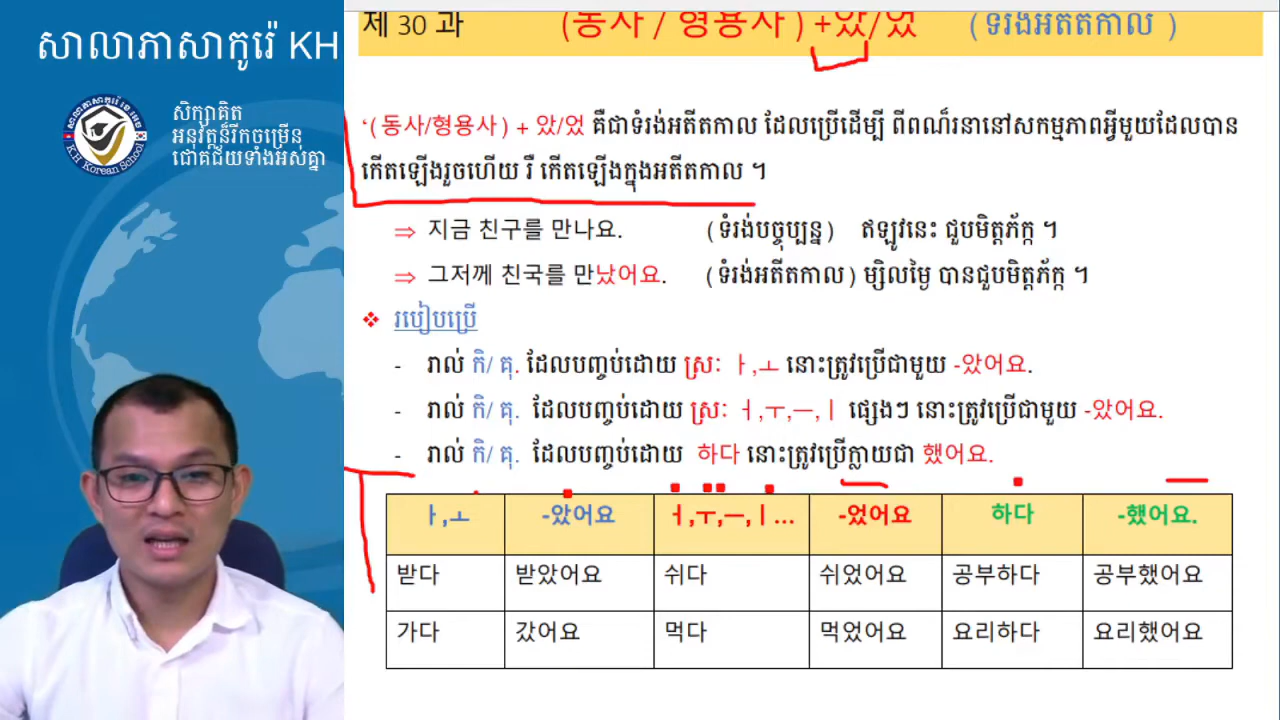 សាលាភាសាកូរ៉េ KH
សិក្សាគិត
អនុវត្តន៍រីកចម្រើន
ជោគជ័យទាំងអស់គ្នា
សាលាភាសាកូរ៉េ ខេ អេច
K.H Korean School
제 30 과 (동사 / 형용사 ) +았/었 (ទំរង់អតីតកាល )
‘(동사/형용사) + 았/었 គឺជាទំរង់អតីតកាល ដែលប្រើដើម្បី ពីពណ៌រនានៅសកម្មភាពអ្វីមួយដែលបាន
កើតឡើងរួចហើយ រឺ កើតឡើងក្នុងអតីតកាល ។
⇒ 지금 친구를 만나요. (ទំរង់បច្ចុប្បន្ន) ឥឡូវនេះ ជួបមិត្តភ័ក្ត ។
⇒ 그저께 친국를 만났어요. (ទំរង់អតីតកាល) ម្សិលម្ងៃ បានជួបមិត្តភ័ក្ត ។
❖ របៀបប្រើ
- រាល់ កិ/ គុ. ដែលបញ្ចប់ដោយ ស្រៈ ㅏ,ㅗ នោះត្រូវប្រើជាមួយ -았어요.
- រាល់ កិ/ គុ. ដែលបញ្ចប់ដោយ ស្រៈ ㅓ,ㅜ,ㅡ,ㅣ ផ្សេងៗ នោះត្រូវប្រើជាមួយ -았어요.
- រាល់ កិ/ គុ. ដែលបញ្ចប់ដោយ 하다 នោះត្រូវប្រើក្លាយជា 했어요.
ㅏ,ㅗ -았어요 ㅓ,ㅜ,ㅡ,ㅣ... -었어요 하다 -했어요.
받다 받았어요 쉬다 쉬었어요 공부하다 공부했어요
가다 갔어요 먹다 먹었어요 요리하다 요리했어요